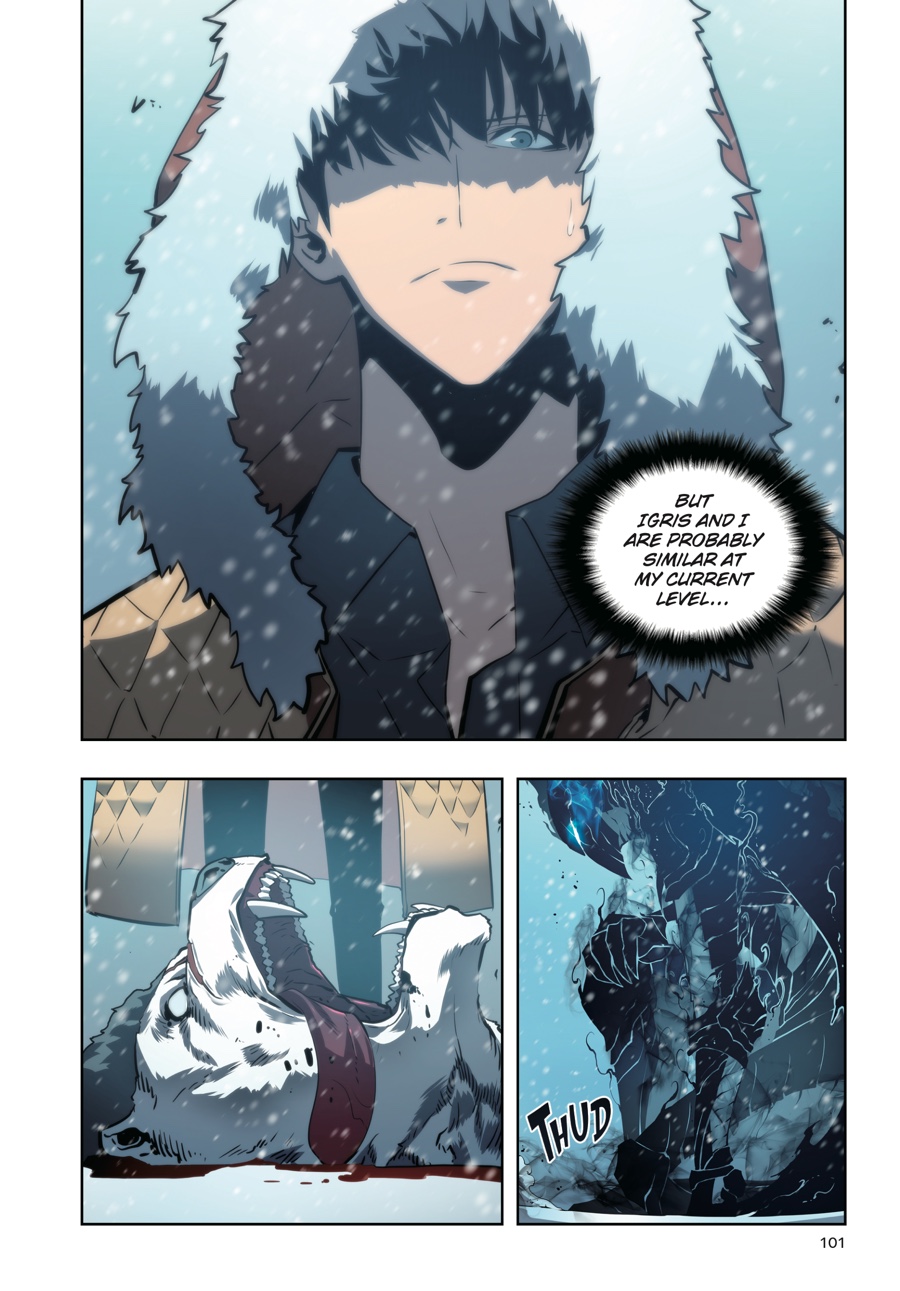 BUT
IGRIS AND I
ARE PROBABLY
SIMILAR AT
MY CURRENT
LEVEL...
THUD
101